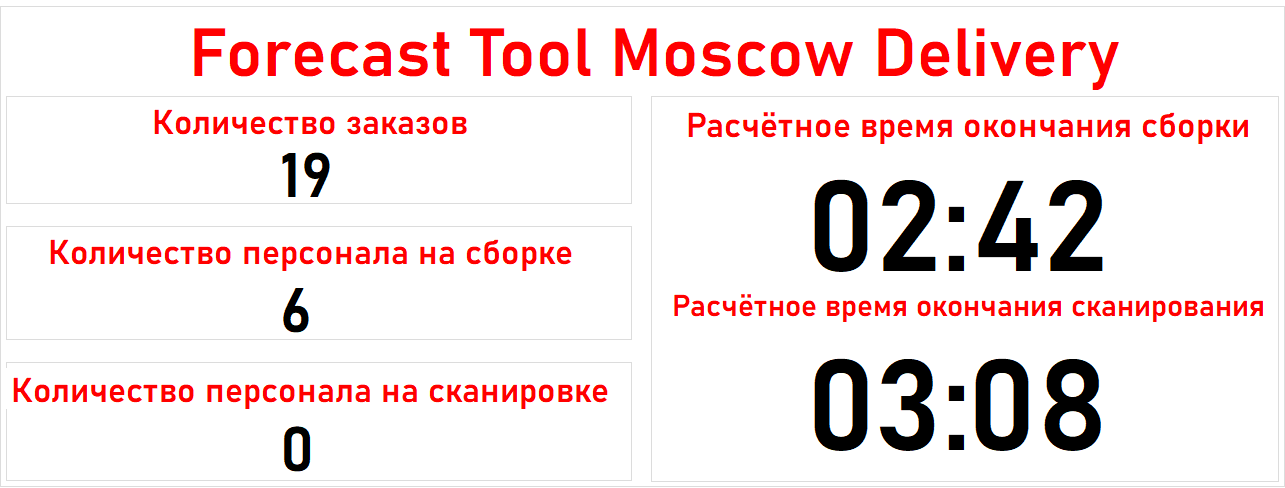 Forecast Tool Moscow Delivery
Количество заказов
19
Количество персонала на сборке
6
Количество персонала на сканировке
0
Расчётное время окончания сборки
02:42
Расчётное время окончания сканирования
03:08